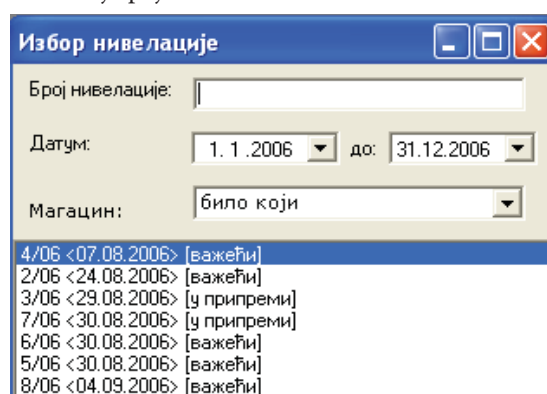 Избор нивелације
Број нивелације:
Датум: 1. 1 .2006 до: 31.12.2006
Магацин: било који
4/06 <07.08.2006> [важећи]
2/06 <24.08.2006> [важећи]
3/06 <29.08.2006> [у припреми]
7/06 <30.08.2006> [у припреми]
6/06 <30.08.2006> [важећи]
5/06 <30.08.2006> [важећи]
8/06 <04.09.2006> [важећи]